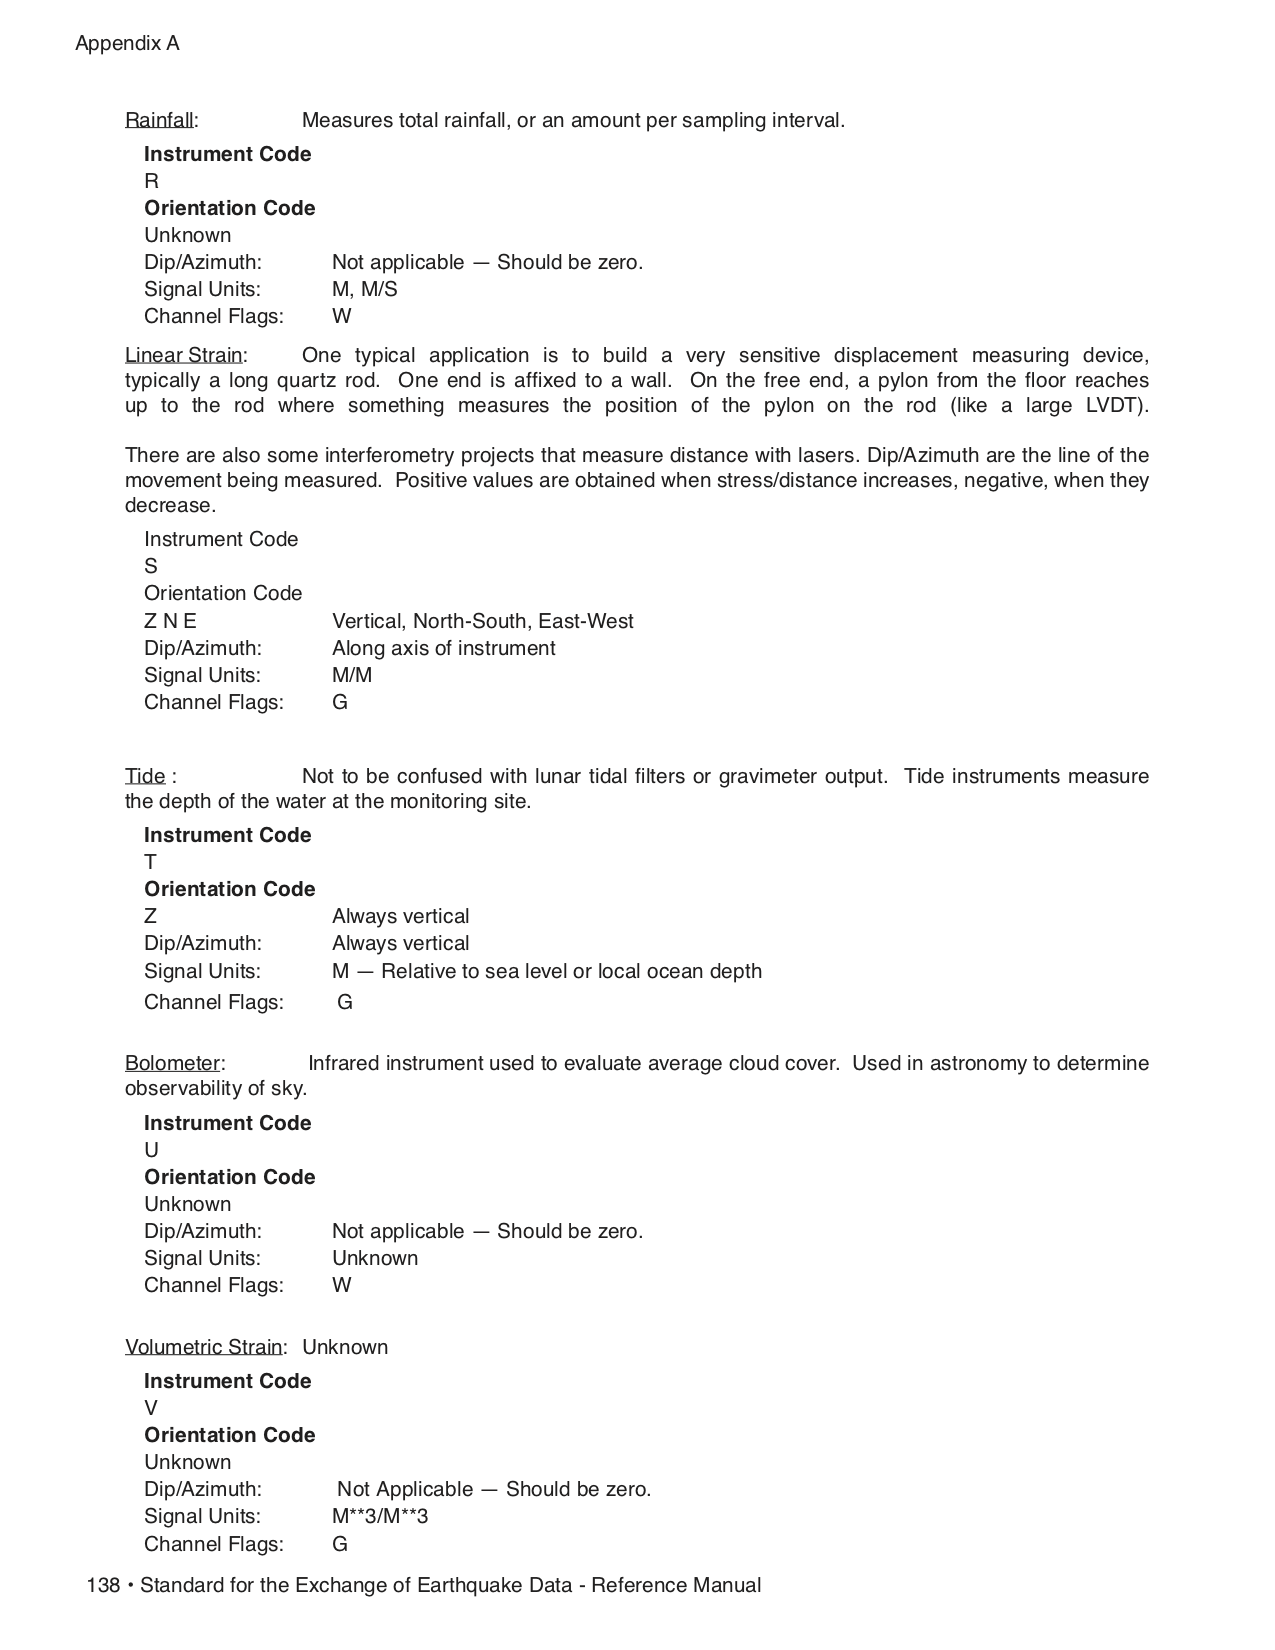 Appendix A
Rainfall: Measures total rainfall, or an amount per sampling interval.
Instrument Code
R
Orientation Code
Unknown
Dip/Azimuth: Not applicable — Should be zero.
Signal Units: M, M/S
Channel Flags: W
Linear Strain: One typical application is to build a very sensitive displacement measuring device,
typically a long quartz rod. One end is affixed to a wall. On the free end, a pylon from the floor reaches
up to the rod where something measures the position of the pylon on the rod (like a large LVDT).
There are also some interferometry projects that measure distance with lasers. Dip/Azimuth are the line of the
movement being measured. Positive values are obtained when stress/distance increases, negative, when they
decrease.
Instrument Code
S
Orientation Code
Z N E Vertical, North-South, East-West
Dip/Azimuth: Along axis of instrument
Signal Units: M/M
Channel Flags: G
Tide : Not to be confused with lunar tidal filters or gravimeter output. Tide instruments measure
the depth of the water at the monitoring site.
Instrument Code
T
Orientation Code
Z Always vertical
Dip/Azimuth: Always vertical
Signal Units: M — Relative to sea level or local ocean depth
Channel Flags: G
Bolometer: Infrared instrument used to evaluate average cloud cover. Used in astronomy to determine
observability of sky.
Instrument Code
U
Orientation Code
Unknown
Dip/Azimuth: Not applicable — Should be zero.
Signal Units: Unknown
Channel Flags: W
Volumetric Strain: Unknown
Instrument Code
V
Orientation Code
Unknown
Dip/Azimuth: Not Applicable — Should be zero.
Signal Units: M**3/M**3
Channel Flags: G
138 • Standard for the Exchange of Earthquake Data - Reference Manual